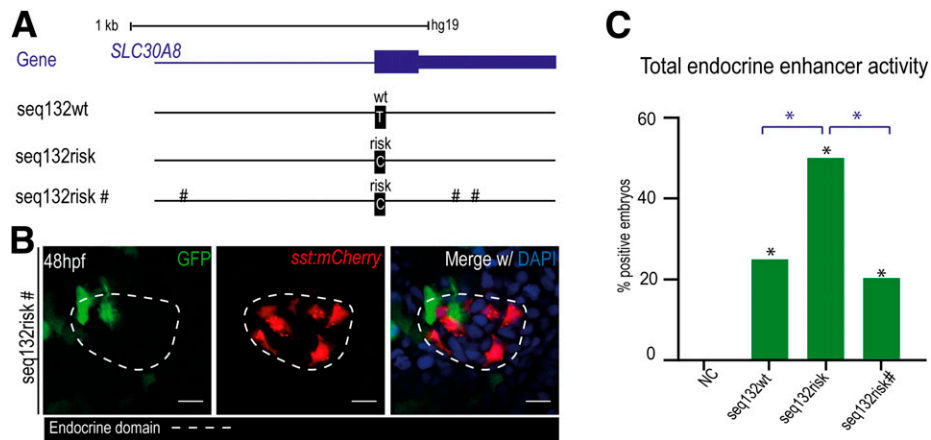 A
1 kb
hg19
SLC30A8
Gene
wt
seq132wt
T
risk
seq132risk
C
risk
seq132risk #
#
C
# #
B
seq132risk #
48hpf
GFP
sst:mCherry
Merge w/ DAPI
Endocrine domain
C
Total endocrine enhancer activity
% positive embryos
60
40
20
0
*
*
*
*
*
NC
seq132wt
seq132risk
seq132risk#